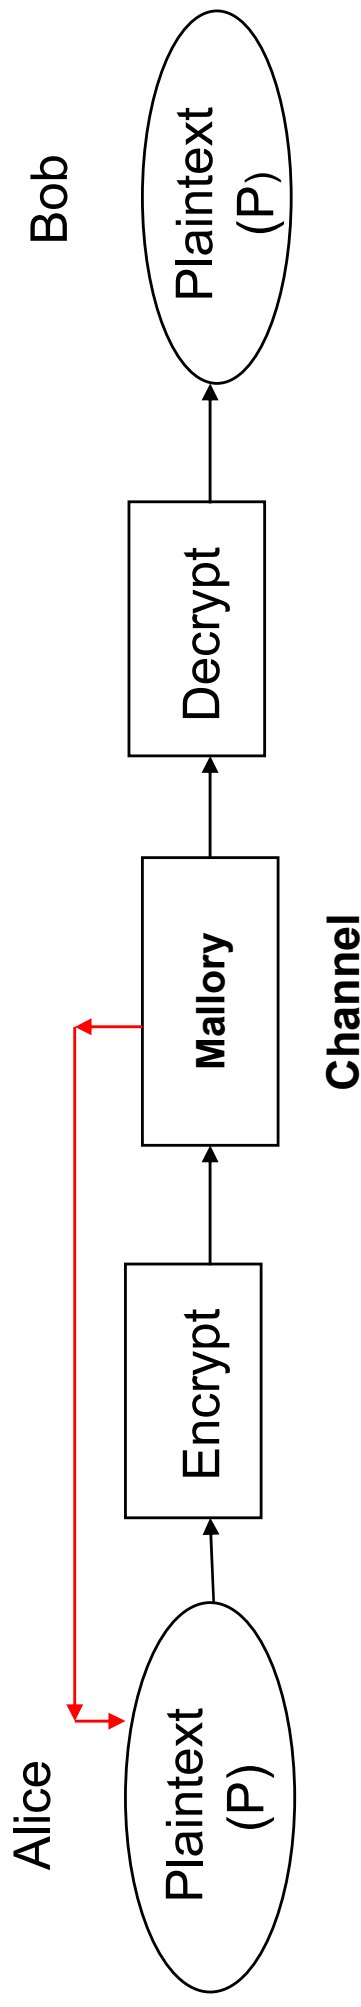 Alice
Bob
Plaintext
(P)
Encrypt
Mallory
Decrypt
Plaintext
(P)
Channel